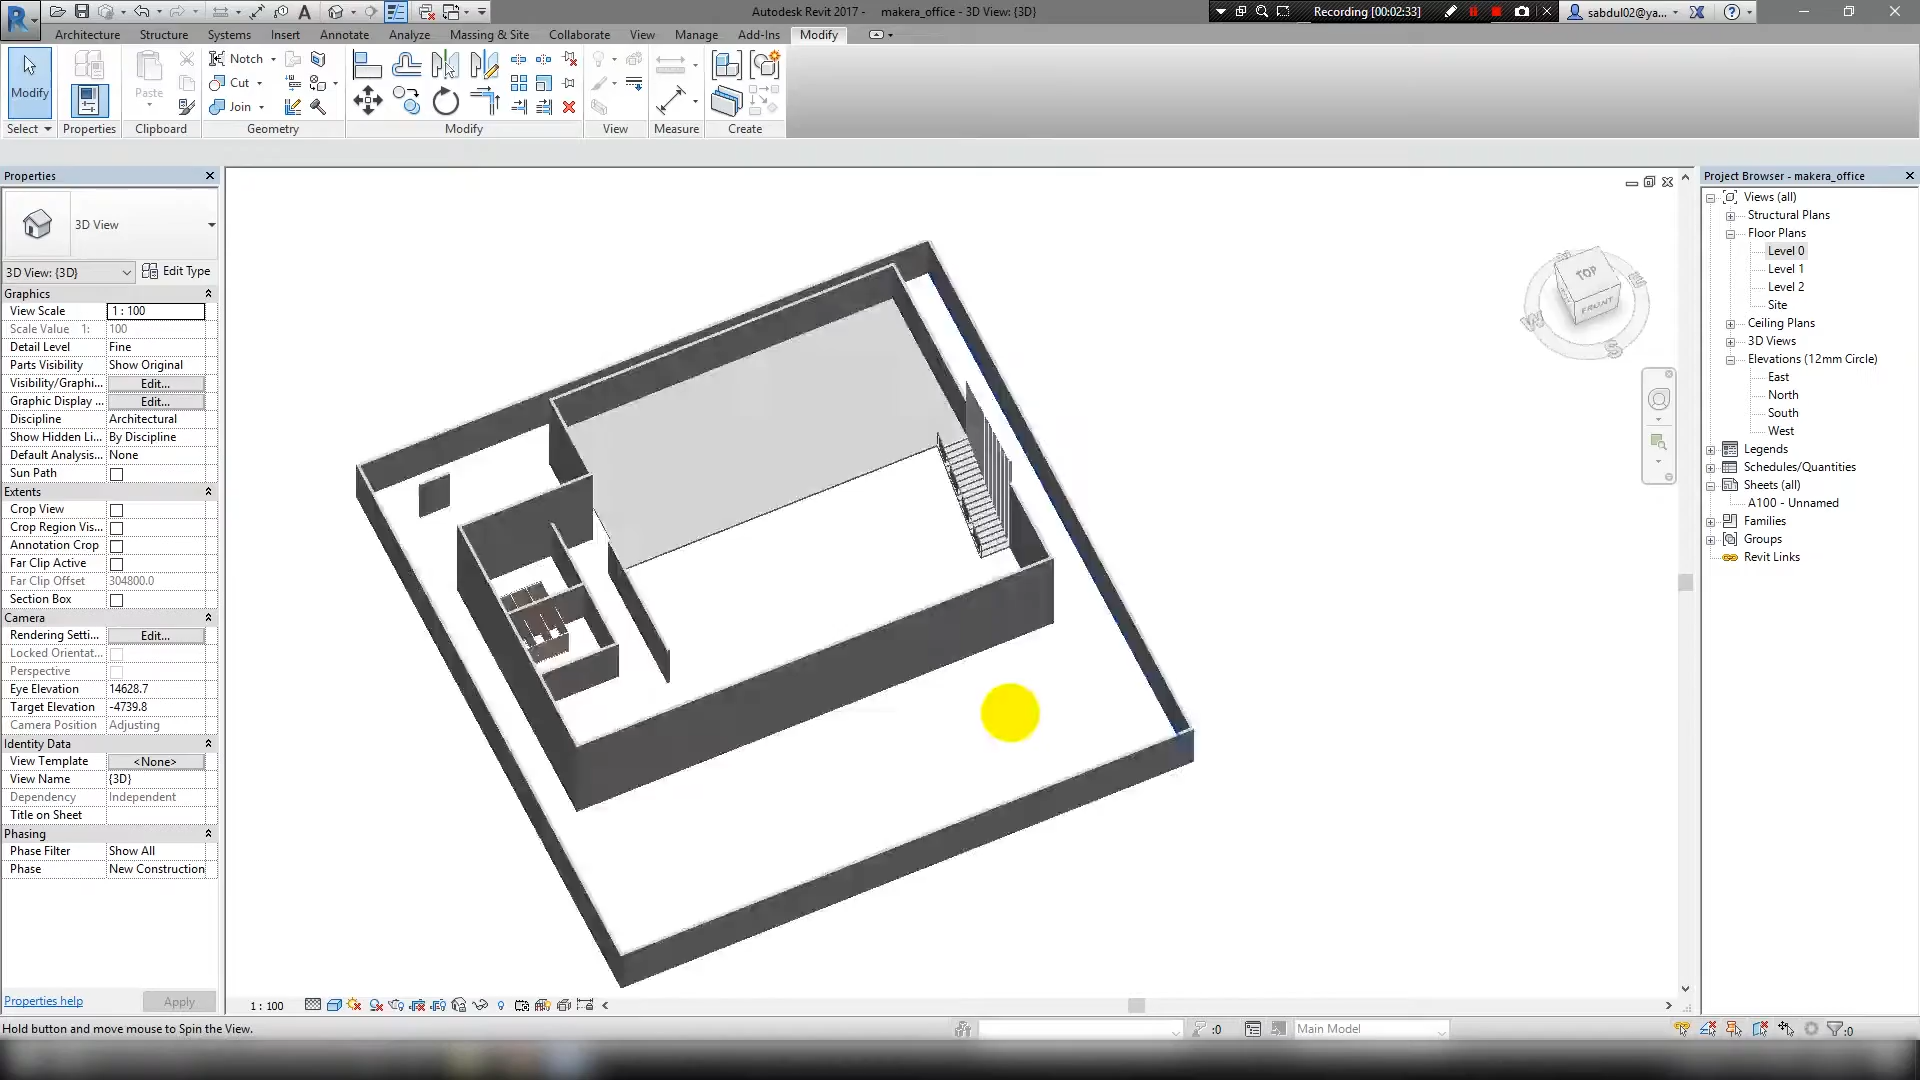 Autodesk Revit 2017 - makera_office - 3D View: {3D}
Recording [00:02:33]
sabdul02@ya...
Architecture Structure Systems Insert Annotate Analyze Massing & Site Collaborate View Manage Add-Ins Modify
Modify
Paste
Notch
Cut
Join
Select Properties Clipboard Geometry Modify View Measure Create
Properties
3D View
3D View: {3D} Edit Type
Graphics
View Scale 1 : 100
Scale Value 1: 100
Detail Level Fine
Parts Visibility Show Original
Visibility/Graphi... Edit...
Graphic Display ... Edit...
Discipline Architectural
Show Hidden Li... By Discipline
Default Analysis... None
Sun Path
Extents
Crop View
Crop Region Vis...
Annotation Crop
Far Clip Active
Far Clip Offset 304800.0
Section Box
Camera
Rendering Setti... Edit...
Locked Orientat...
Perspective
Eye Elevation 14628.7
Target Elevation -4739.8
Camera Position Adjusting
Identity Data
View Template <None>
View Name {3D}
Dependency Independent
Title on Sheet
Phasing
Phase Filter Show All
Phase New Construction
Properties help Apply
TOP
FRONT
W
S
E
Project Browser - makera_office
Views (all)
Structural Plans
Floor Plans
Level 0
Level 1
Level 2
Site
Ceiling Plans
3D Views
Elevations (12mm Circle)
East
North
South
West
Legends
Schedules/Quantities
Sheets (all)
A100 - Unnamed
Families
Groups
Revit Links
1 : 100
Hold button and move mouse to Spin the View.
:0
Main Model
:0